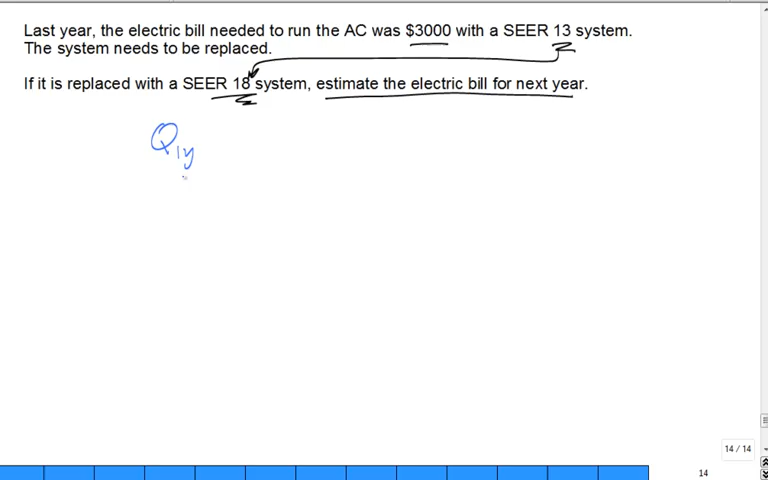 Last year, the electric bill needed to run the AC was $3000 with a SEER 13 system.
The system needs to be replaced.
If it is replaced with a SEER 18 system, estimate the electric bill for next year.
Q1y
14 / 14
14